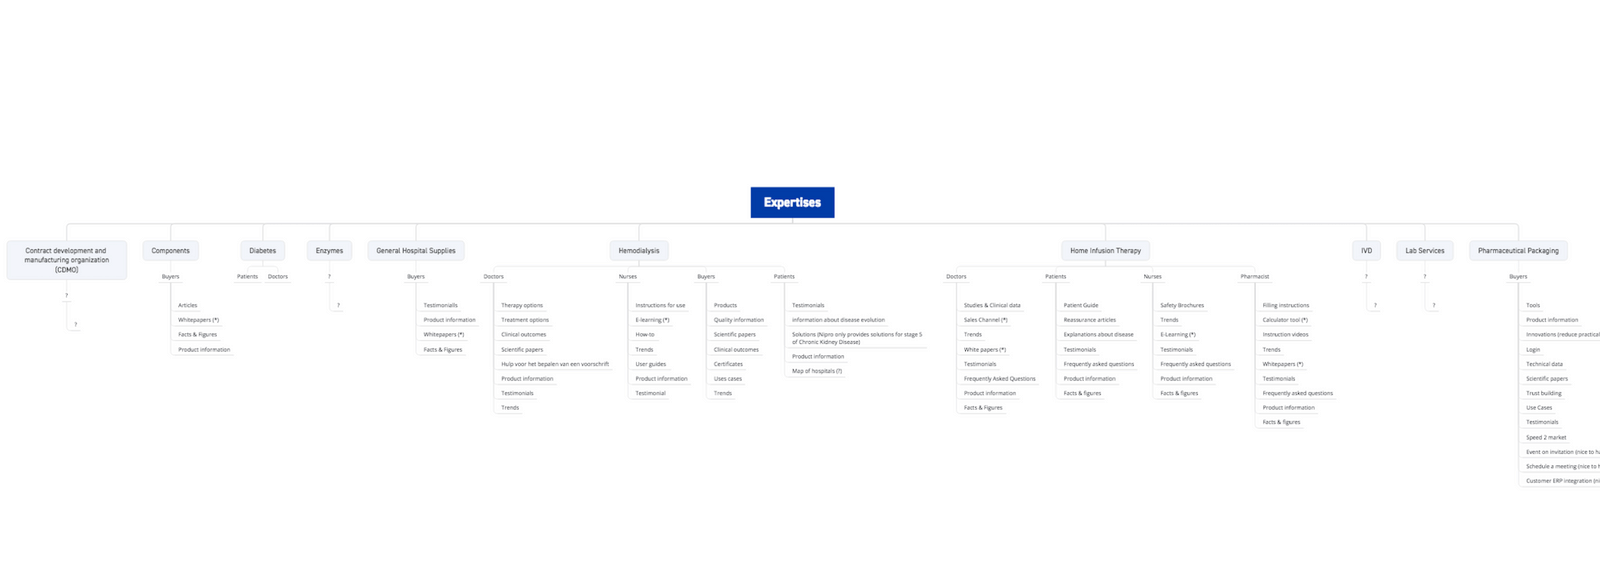 Expertises
Contract development and
manufacturing organization
(CDMO)
?
?
Components
Buyers
Articles
Whitepapers (*)
Facts & Figures
Product information
Diabetes
Patients
Doctors
Enzymes
?
?
General Hospital Supplies
Buyers
Testimonials
Product information
Whitepapers (*)
Facts & Figures
Hemodialysis
Doctors
Therapy options
Treatment options
Clinical outcomes
Scientific papers
Hulp voor het bepalen van een voorschrift
Product information
Testimonials
Trends
Nurses
Instructions for use
E-learning (*)
How-to
Trends
User guides
Product information
Testimonial
Buyers
Products
Quality information
Scientific papers
Clinical outcomes
Certificates
Uses cases
Trends
Patients
Testimonials
Information about disease evolution
Solutions (Nipro only provides solutions for stage 5
of Chronic Kidney Disease)
Product information
Map of hospitals (?)
Home Infusion Therapy
Doctors
Studies & Clinical data
Sales Channel (*)
Trends
White papers (*)
Testimonials
Frequently Asked Questions
Product information
Facts & Figures
Patients
Patient Guide
Reassurance articles
Explanations about disease
Testimonials
Frequently asked questions
Product information
Facts & figures
Nurses
Safety Brochures
Trends
E-Learning (*)
Testimonials
Frequently asked questions
Product information
Facts & figures
Pharmacist
Filling instructions
Calculator tool (*)
Instruction videos
Trends
Whitepapers (*)
Testimonials
Frequently asked questions
Product information
Facts & figures
IVD
?
?
Lab Services
?
?
Pharmaceutical Packaging
Buyers
Tools
Product information
Innovations (reduce practical
Login
Technical data
Scientific papers
Trust building
Use Cases
Testimonials
Speed 2 market
Event on invitation (nice to
Schedule a meeting (nice to
Customer ERP integration